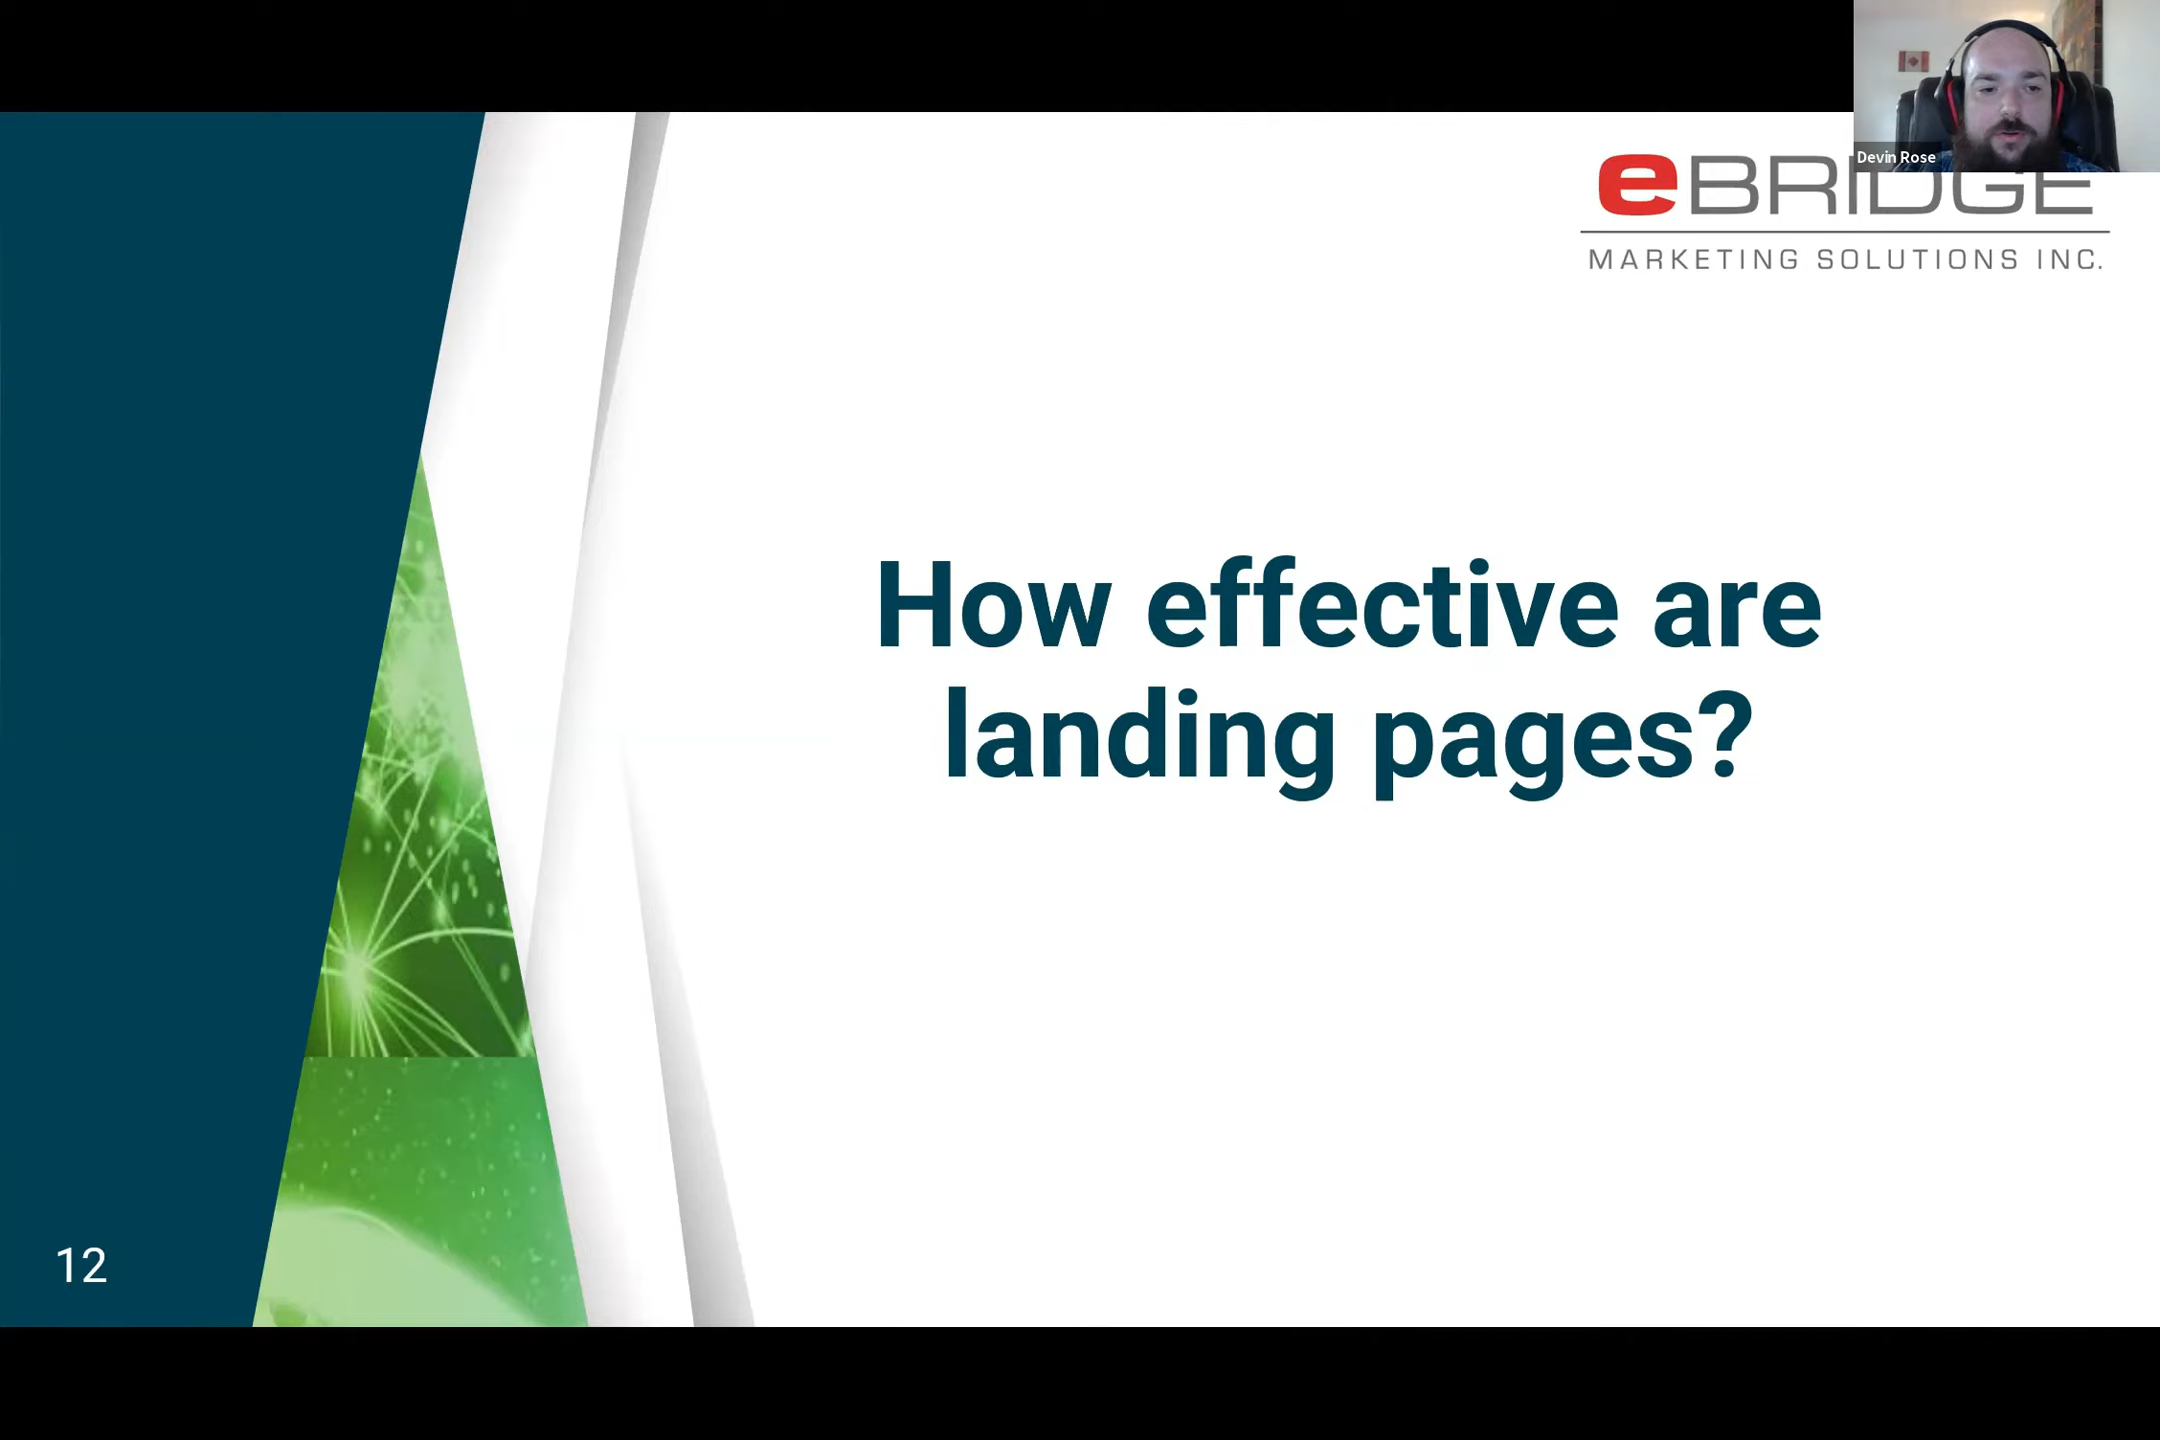 Devin Rose
eBRIDGE
MARKETING SOLUTIONS INC.
How effective are
landing pages?
12